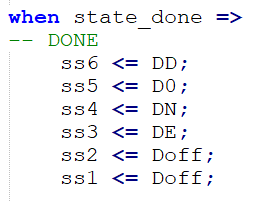 when state_done =>
-- DONE
ss6 <= DD;
ss5 <= D0;
ss4 <= DN;
ss3 <= DE;
ss2 <= Doff;
ss1 <= Doff;